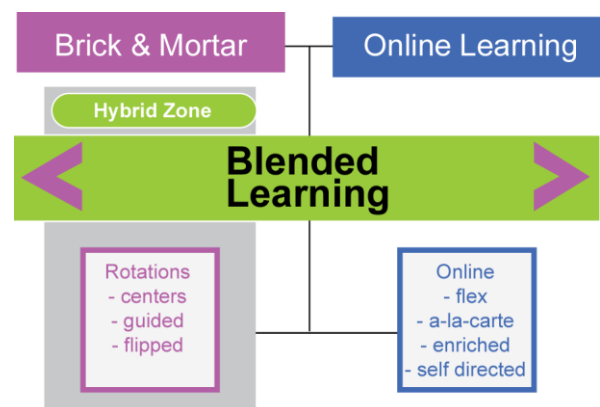 Brick & Mortar
Online Learning
Hybrid Zone
Blended
Learning
Rotations
- centers
- guided
- flipped
Online
- flex
- a-la-carte
- enriched
- self directed